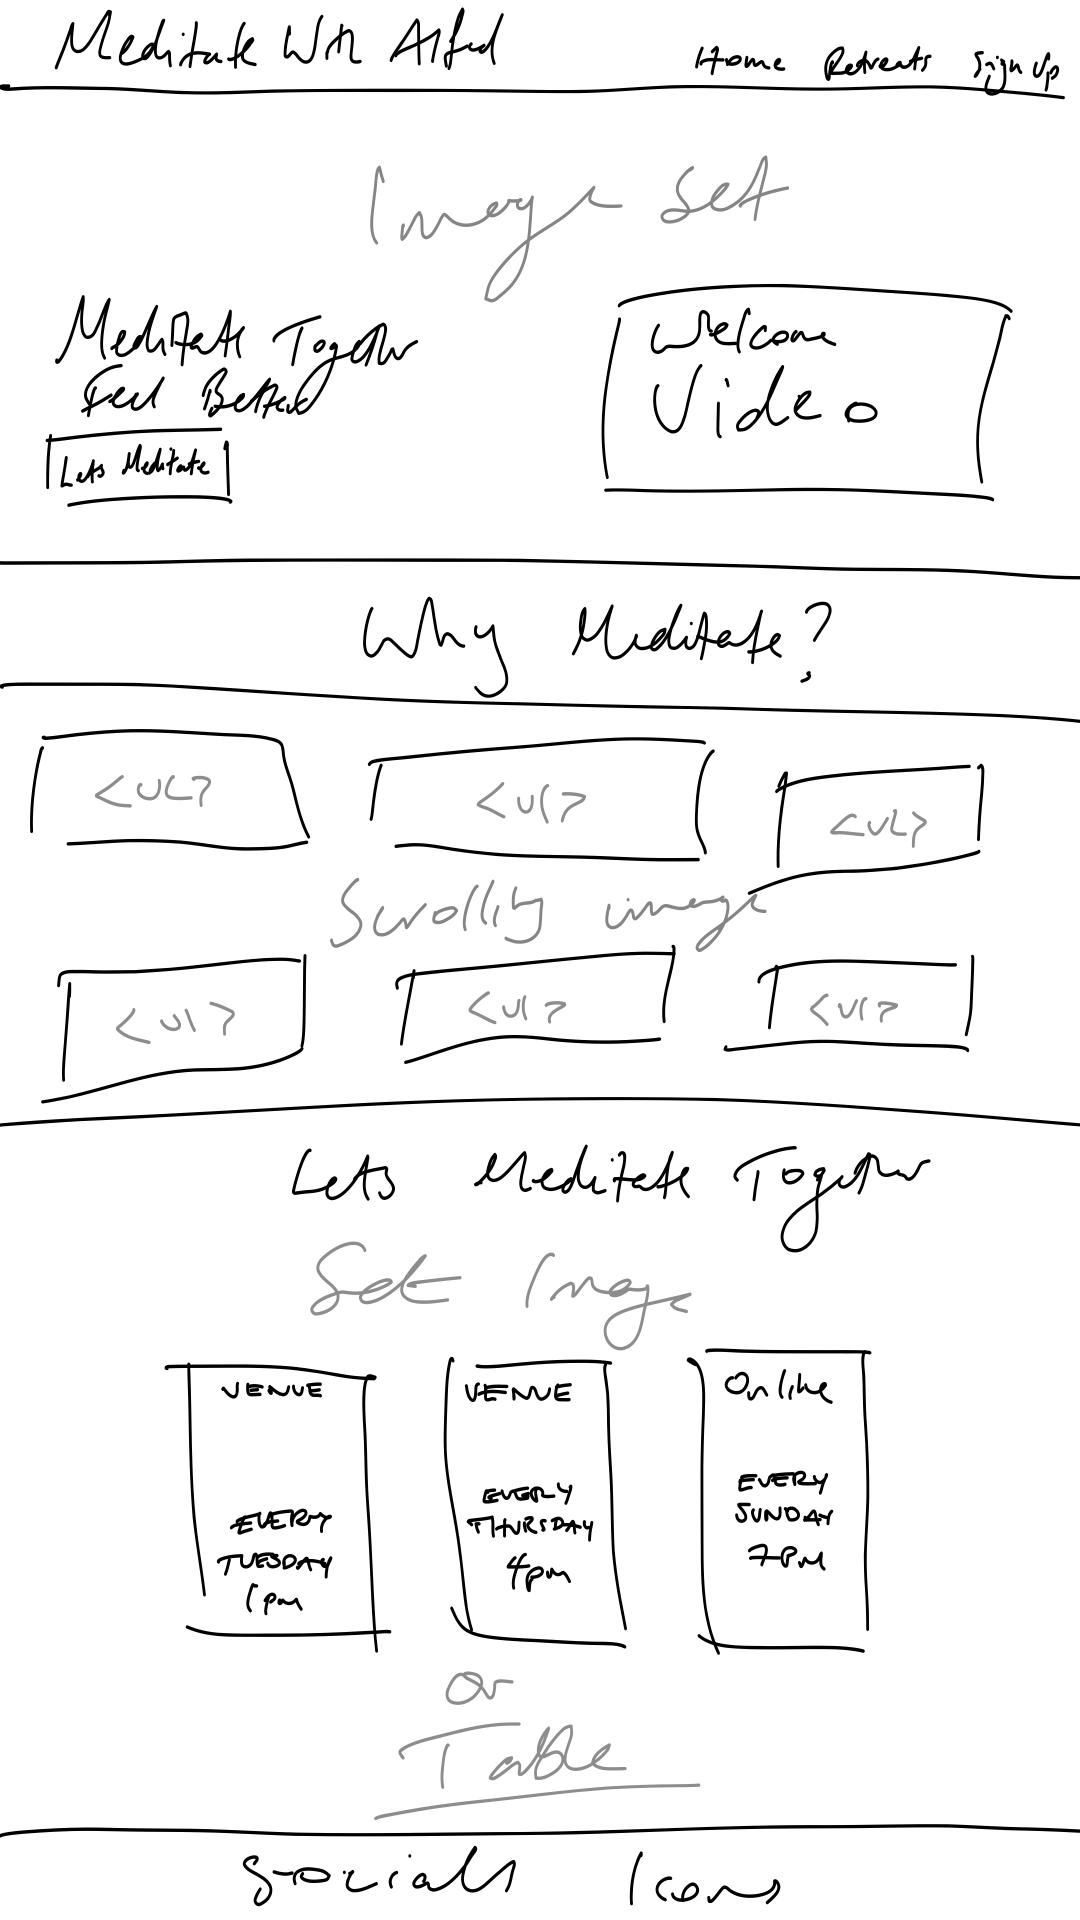 Meditate With Alfred
Home Retreats Sign Up
Image Set
Meditate Together
Feel Better
Lets Meditate
Welcome
Video
Why Meditate?
<UL>
<ul>
<UL>
Scrolling image
<ul>
<ul>
<ul>
Lets Meditate Together
Set Image
VENUE
EVERY
TUESDAY
1pm
VENUE
EVERY
THURSDAY
4pm
Online
EVERY
SUNDAY
7PM
or
Table
Socials Icons